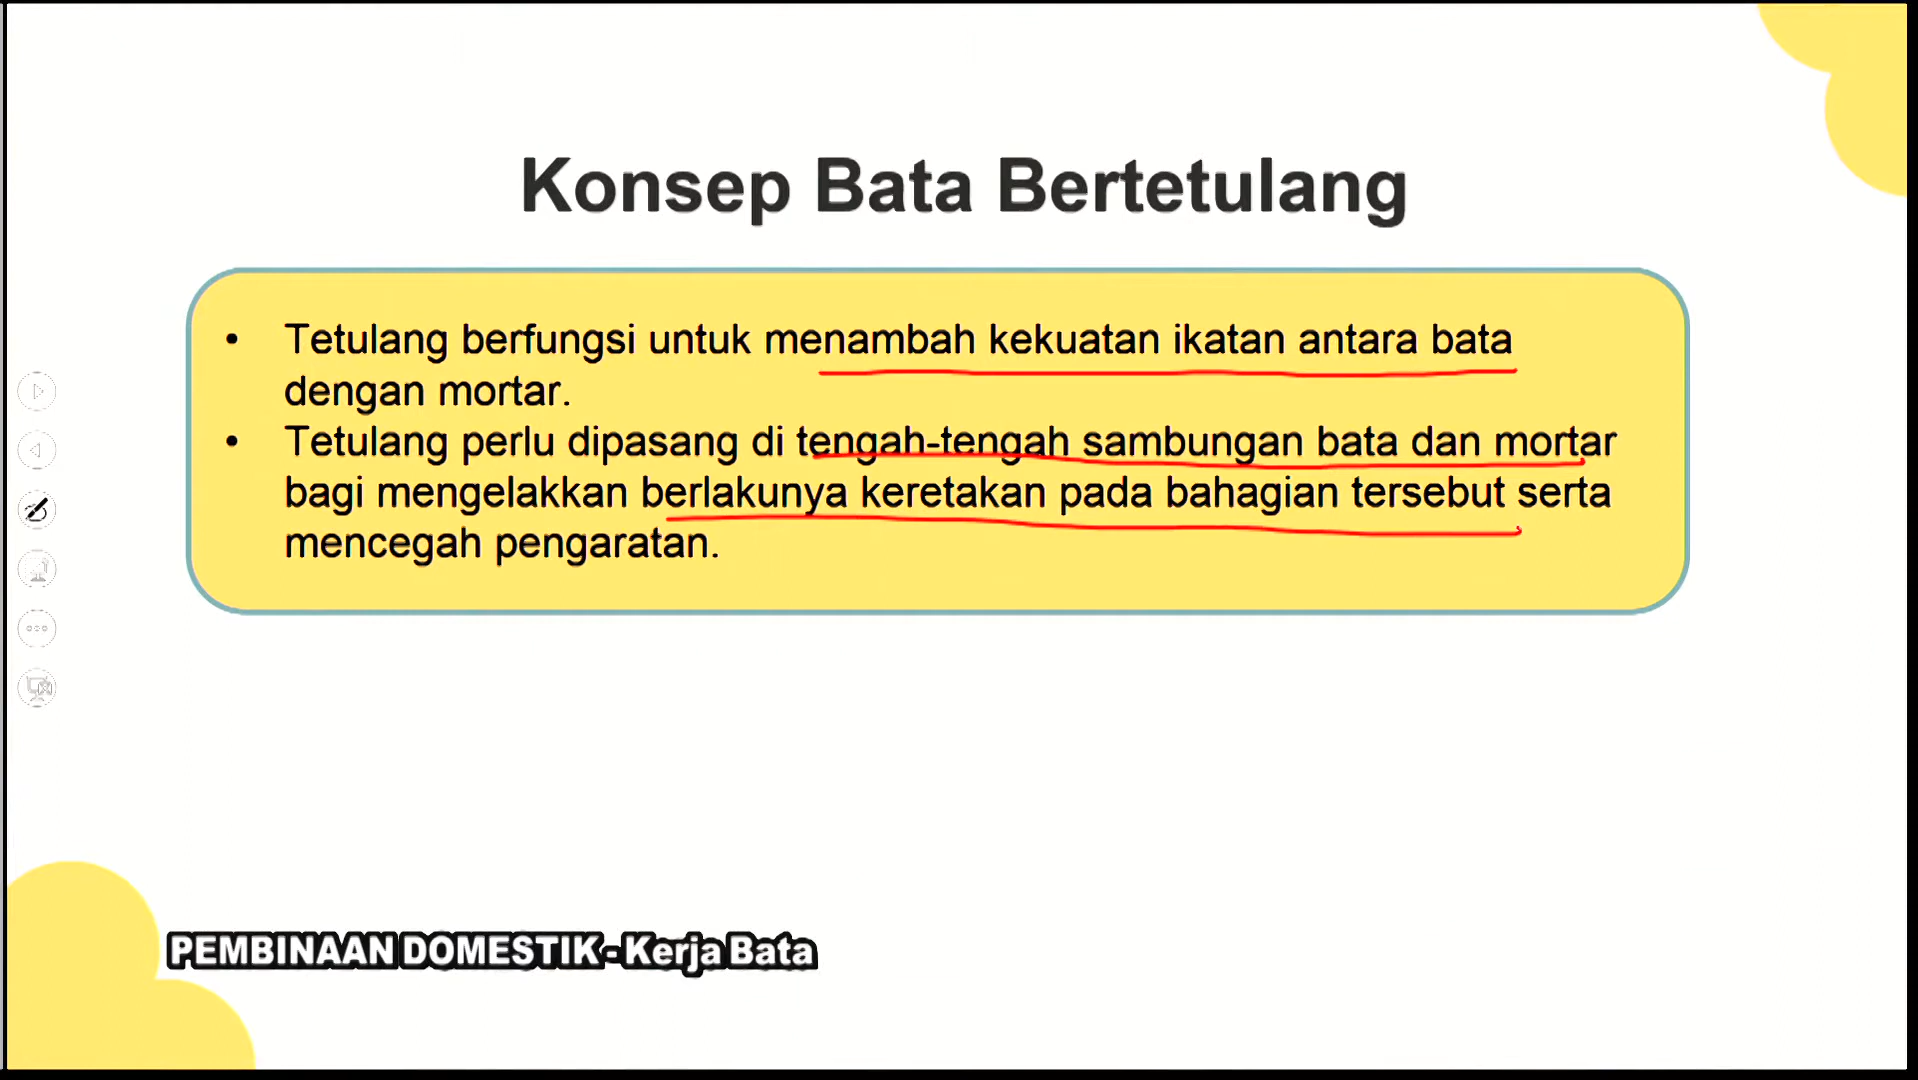 Konsep Bata Bertetulang
• Tetulang berfungsi untuk menambah kekuatan ikatan antara bata
dengan mortar.
• Tetulang perlu dipasang di tengah-tengah sambungan bata dan mortar
bagi mengelakkan berlakunya keretakan pada bahagian tersebut serta
mencegah pengaratan.
PEMBINAAN DOMESTIK - Kerja Bata